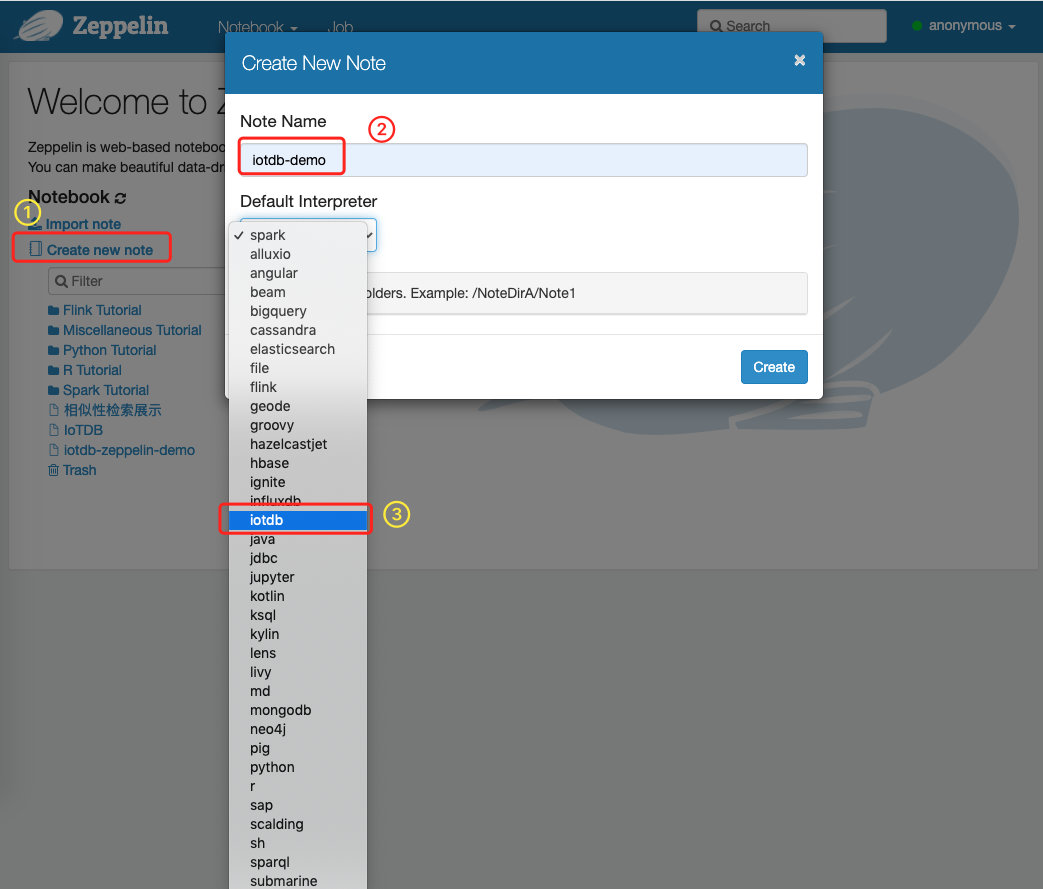 Zeppelin
Notebook
Job
Search
anonymous
Create New Note
×
Welcome to
Zeppelin is web-based notebook
You can make beautiful data-dr
Note Name
2
iotdb-demo
Notebook
1
Import note
Create new note
Filter
Flink Tutorial
Miscellaneous Tutorial
Python Tutorial
R Tutorial
Spark Tutorial
相似性检索展示
IoTDB
iotdb-zeppelin-demo
Trash
Default Interpreter
spark
alluxio
angular
beam
bigquery
cassandra
elasticsearch
file
flink
geode
groovy
hazelcastjet
hbase
ignite
influxdb
iotdb
3
java
jdbc
jupyter
kotlin
ksql
kylin
lens
livy
md
mongodb
neo4j
pig
python
r
sap
scalding
sh
sparql
submarine
olders. Example: /NoteDirA/Note1
Create